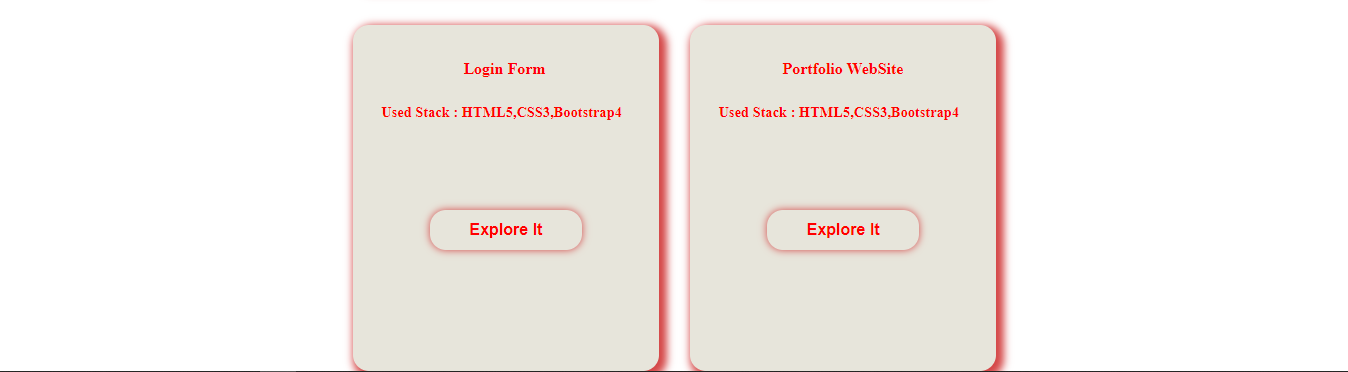 Login Form
Used Stack : HTML5,CSS3,Bootstrap4
Explore It
Portfolio WebSite
Used Stack : HTML5,CSS3,Bootstrap4
Explore It